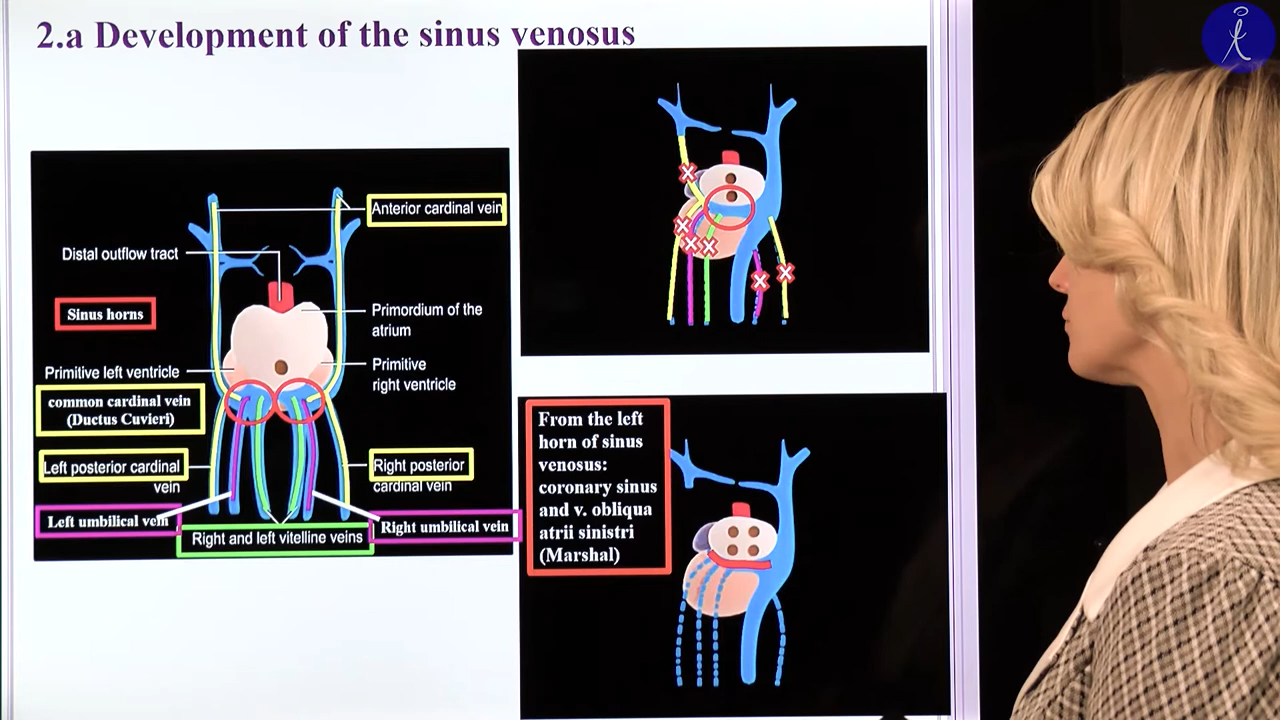 2.a Development of the sinus venosus
Anterior cardinal vein
Distal outflow tract
Sinus horns
Primordium of the
atrium
Primitive left ventricle
Primitive
right ventricle
common cardinal vein
(Ductus Cuvieri)
Left posterior cardinal
vein
Right posterior
cardinal vein
Left umbilical vein
Right umbilical vein
Right and left vitelline veins
From the left
horn of sinus
venosus:
coronary sinus
and v. obliqua
atrii sinistri
(Marshal)